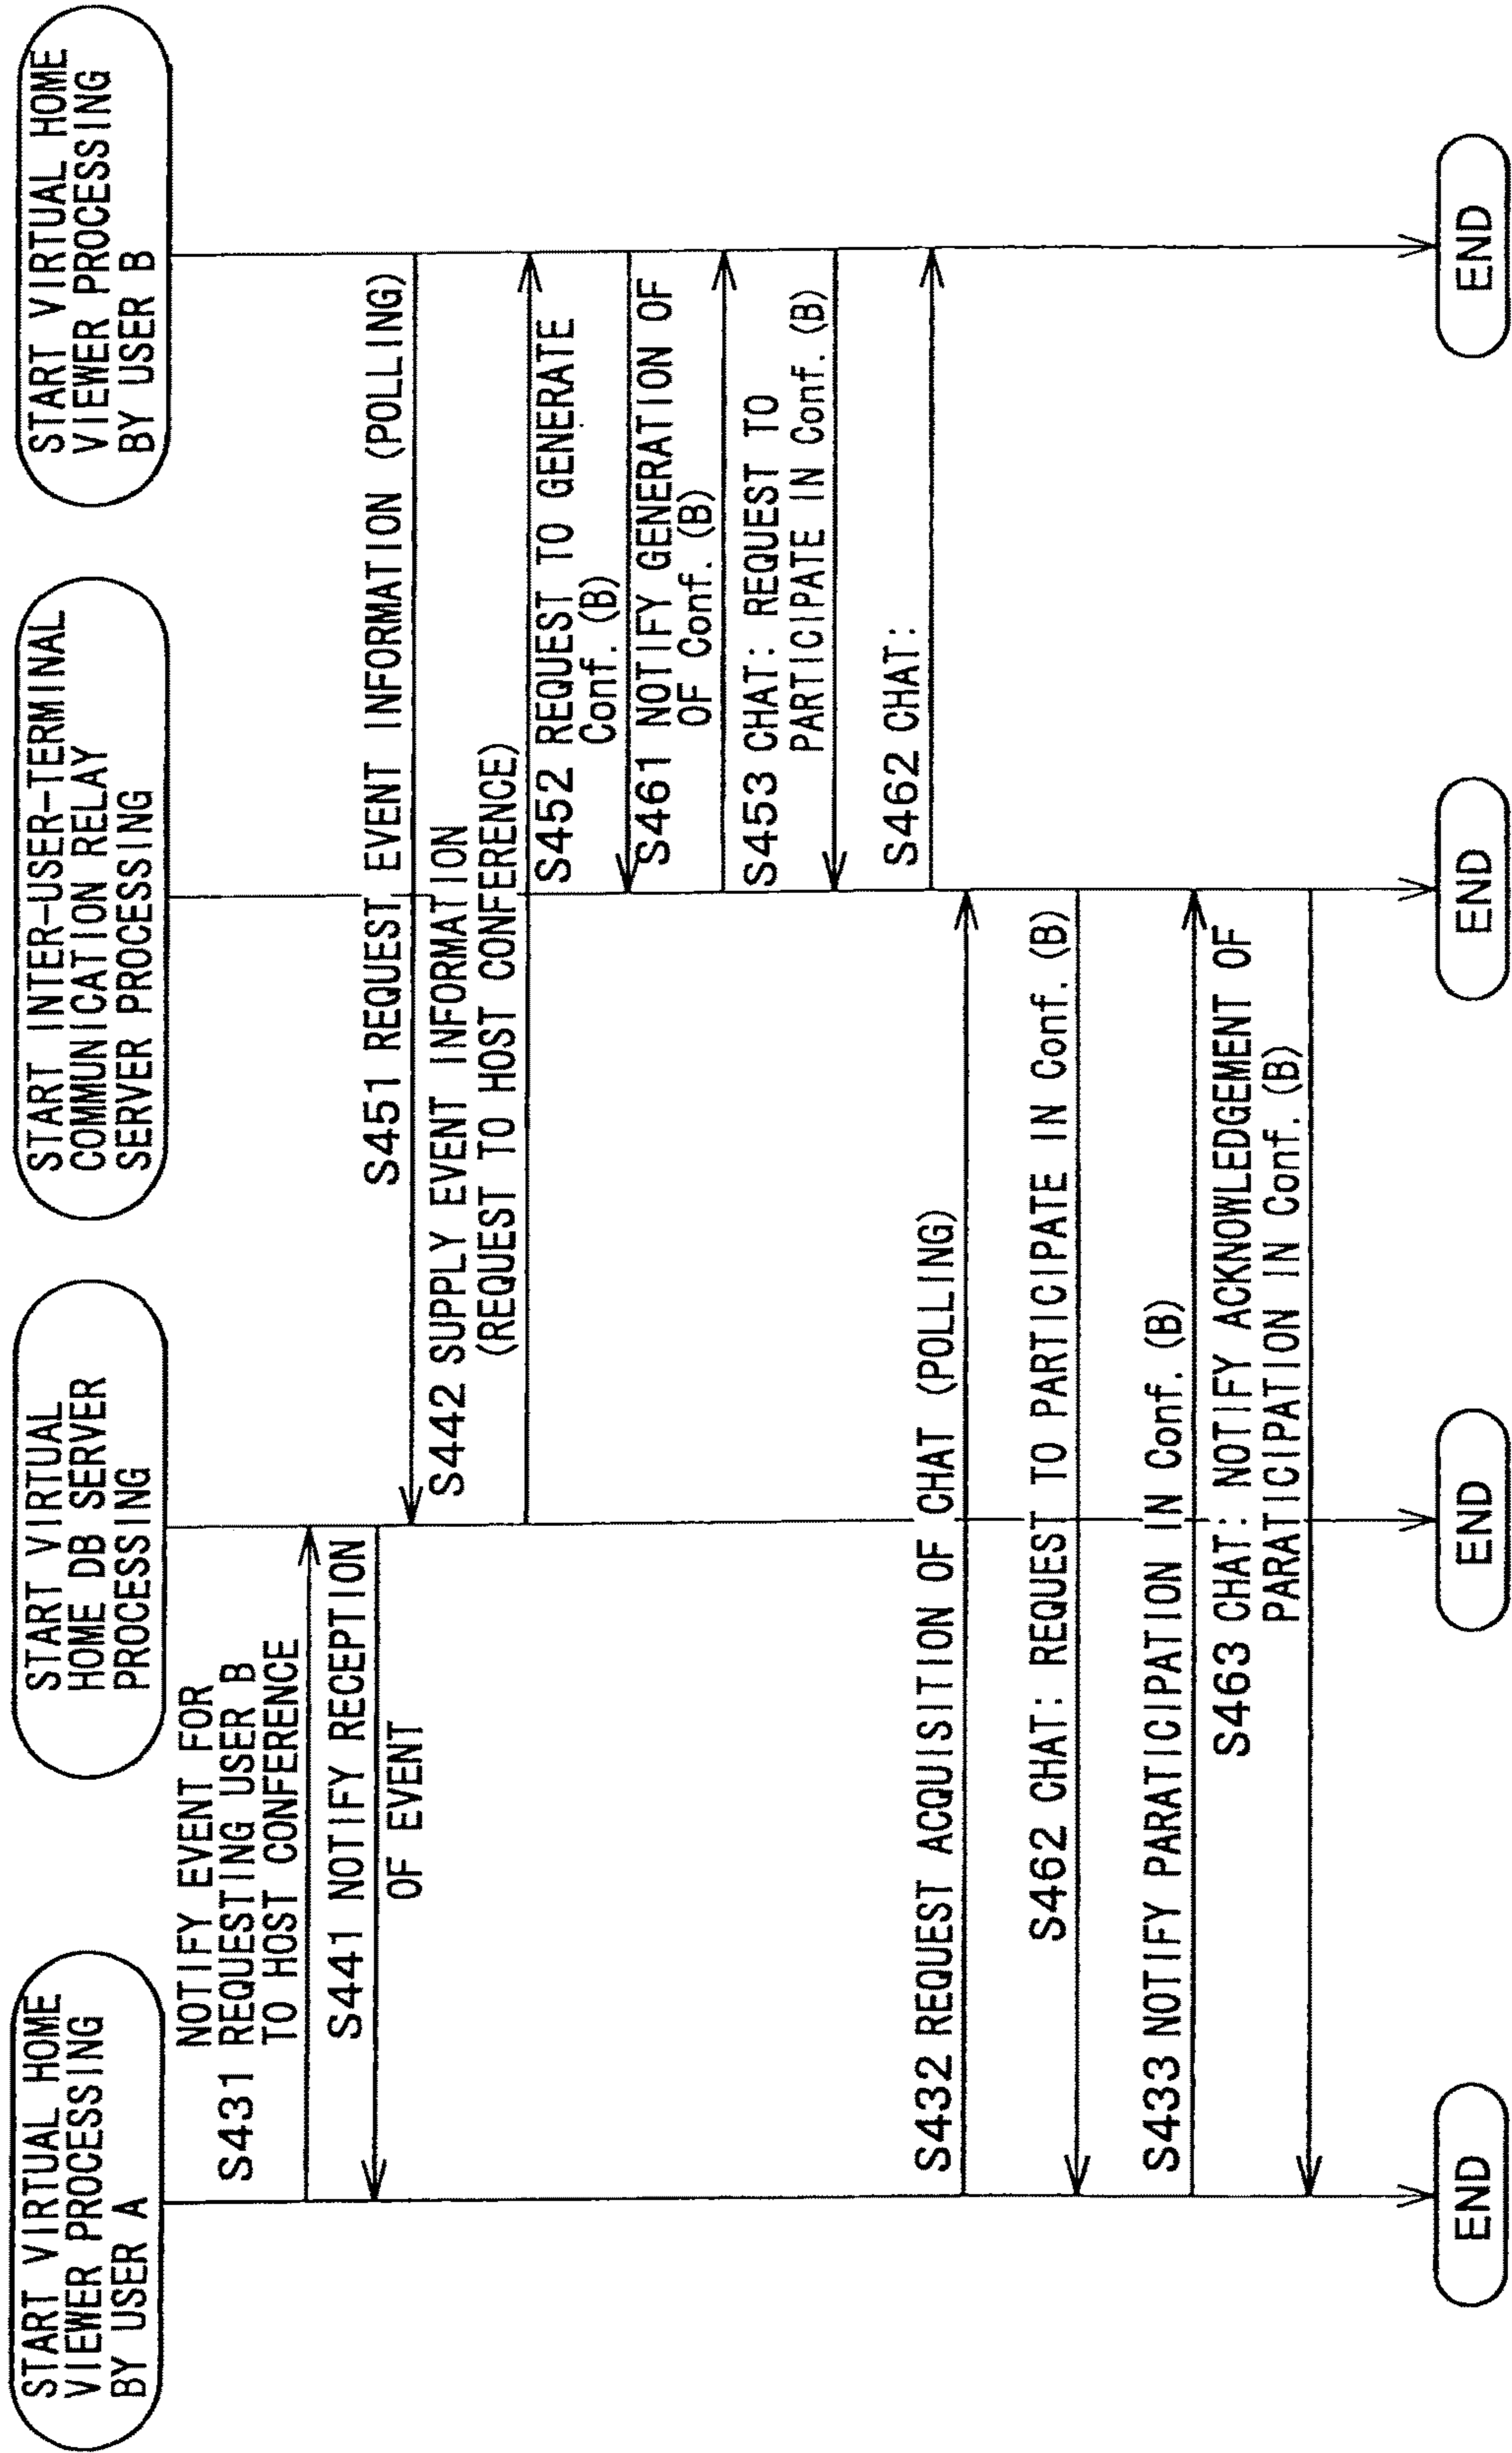 START VIRTUAL HOME
VIEWER PROCESSING
BY USER A
START VIRTUAL
HOME DB SERVER
PROCESSING
START INTER-USER-TERMINAL
COMMUNICATION RELAY
SERVER PROCESSING
START VIRTUAL HOME
VIEWER PROCESSING
BY USER B
NOTIFY EVENT FOR
S431 REQUESTING USER B
TO HOST CONFERENCE
S441 NOTIFY RECEPTION
OF EVENT
S451 REQUEST EVENT INFORMATION (POLLING)
S442 SUPPLY EVENT INFORMATION
(REQUEST TO HOST CONFERENCE)
S452 REQUEST TO GENERATE
Conf. (B)
S461 NOTIFY GENERATION OF
OF Conf. (B)
S453 CHAT: REQUEST TO
PARTICIPATE IN Conf. (B)
S462 CHAT:
S432 REQUEST ACQUISITION OF CHAT (POLLING)
S462 CHAT: REQUEST TO PARTICIPATE IN Conf. (B)
S433 NOTIFY PARATICIPATION IN Conf. (B)
S463 CHAT: NOTIFY ACKNOWLEDGEMENT OF
PARATICIPATION IN Conf. (B)
END
END
END
END